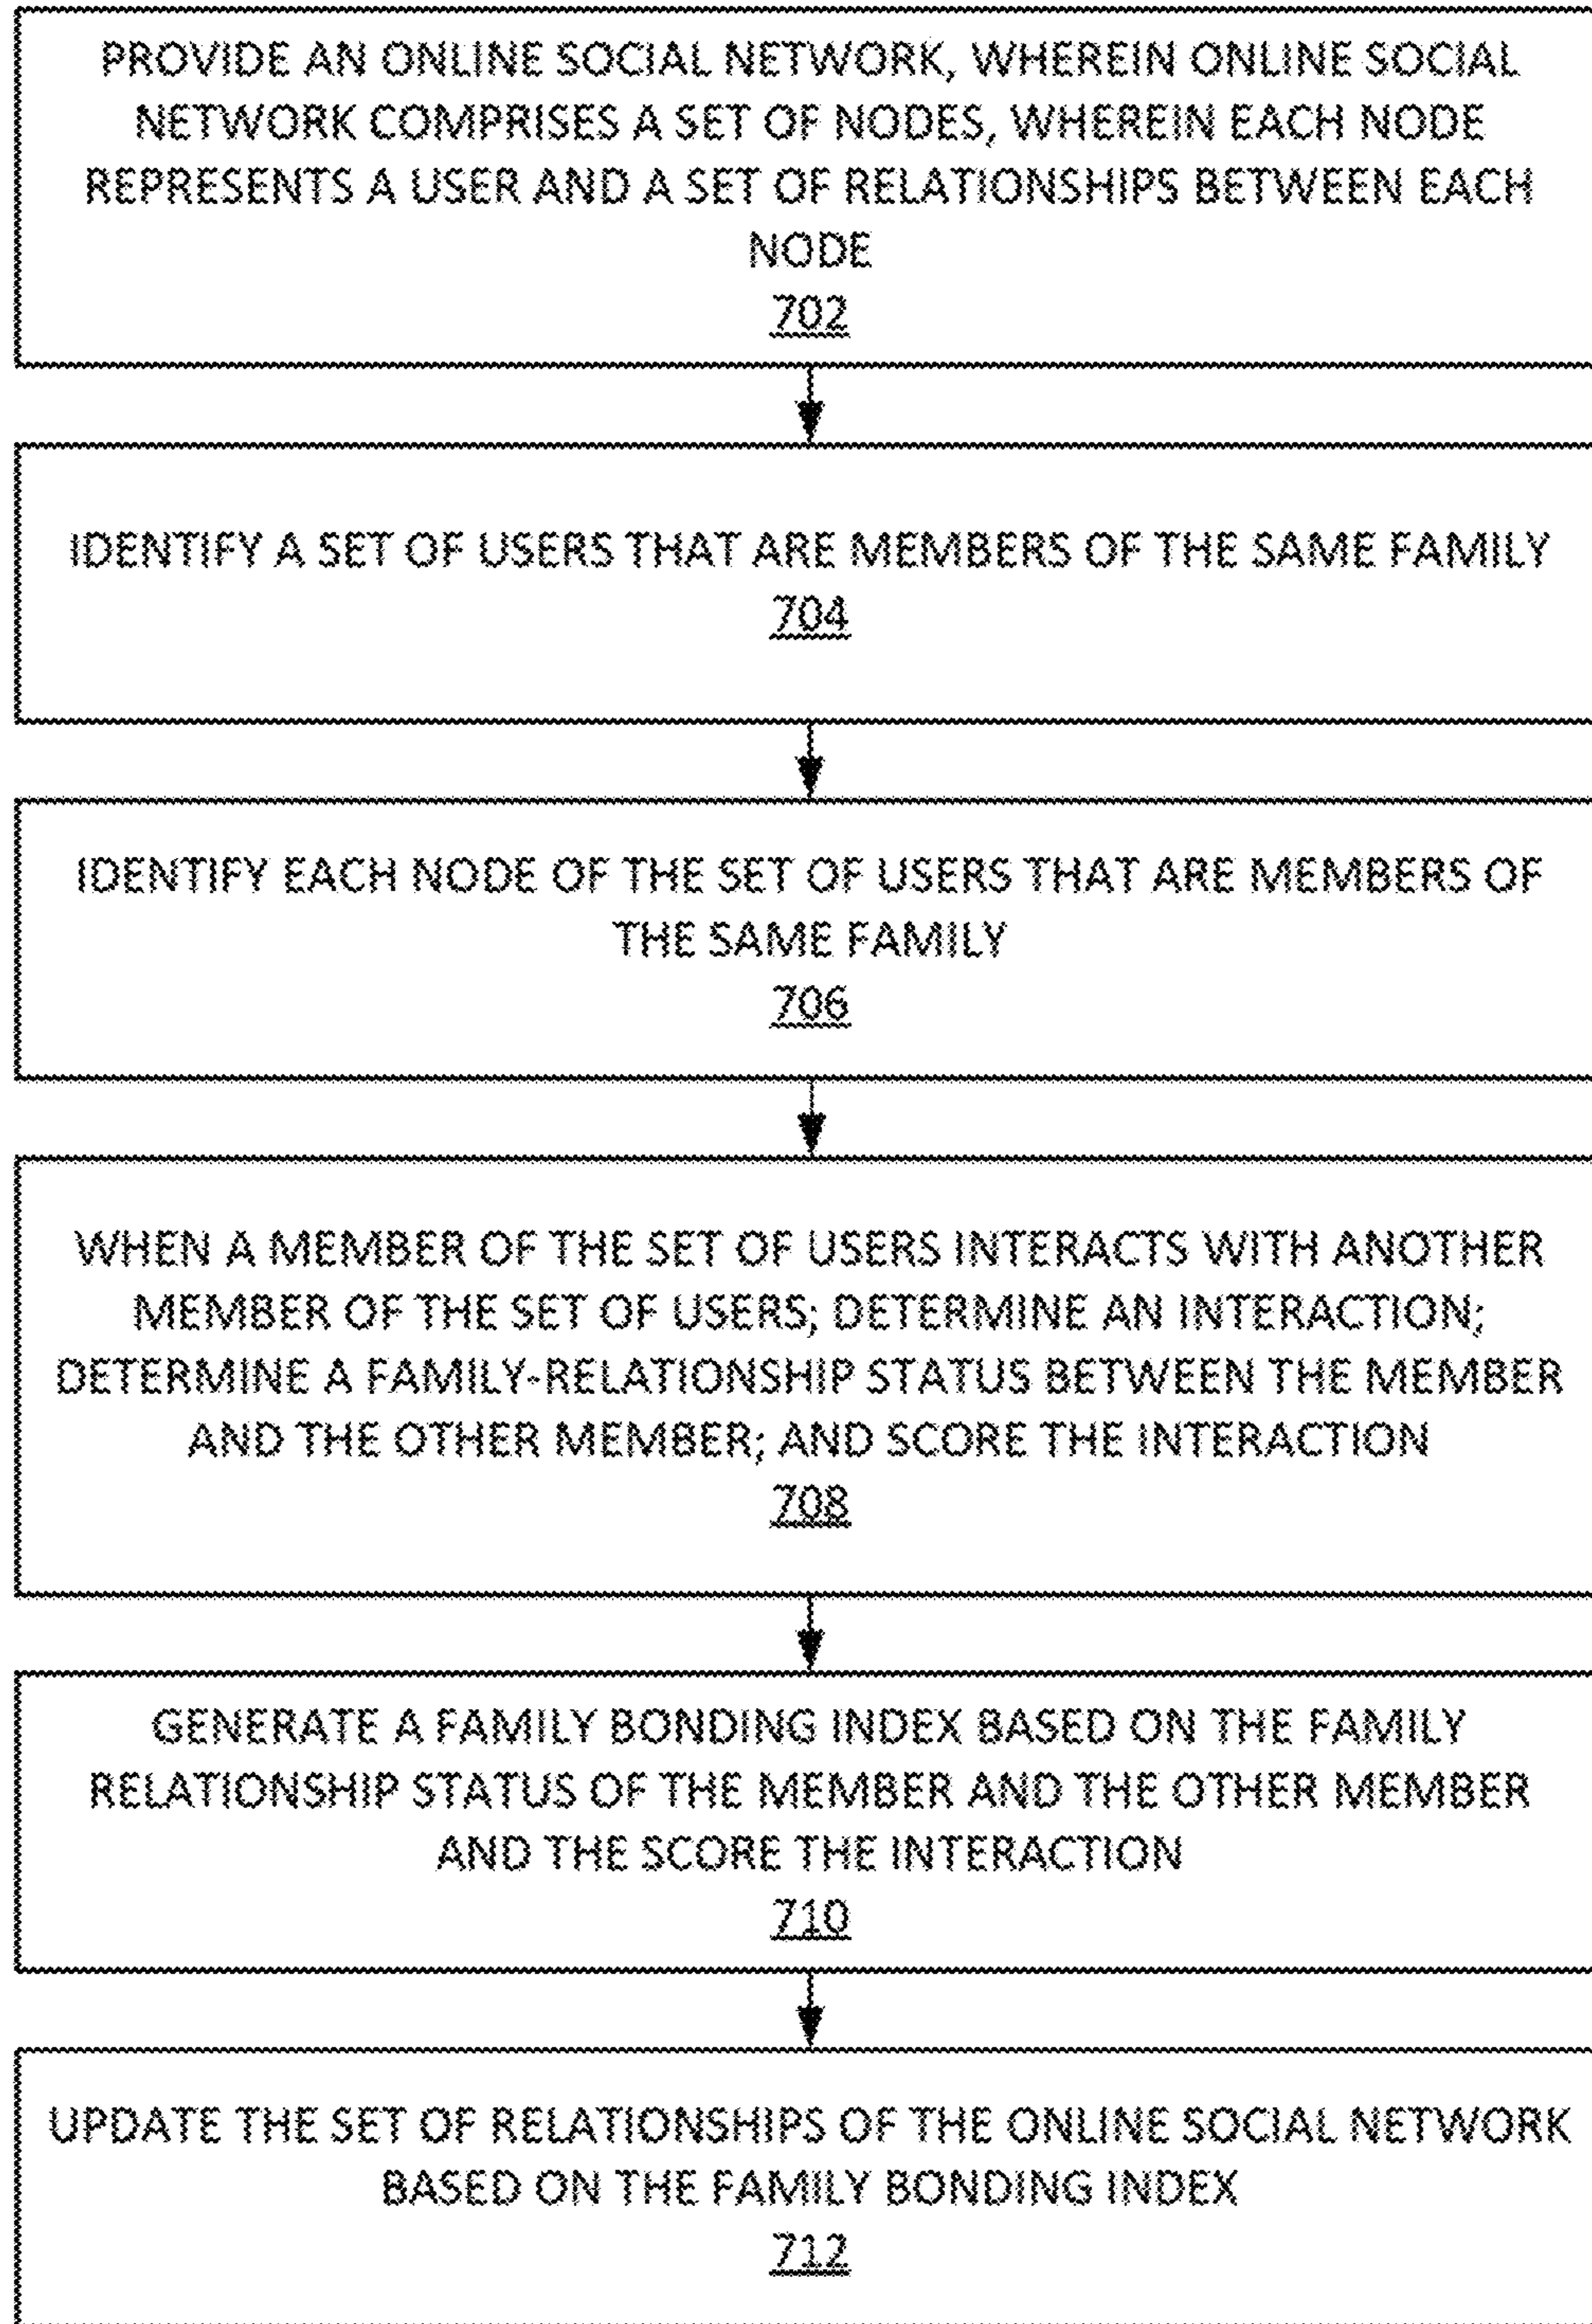 PROVIDE AN ONLINE SOCIAL NETWORK, WHEREIN ONLINE SOCIAL
NETWORK COMPRISES A SET OF NODES, WHEREIN EACH NODE
REPRESENTS A USER AND A SET OF RELATIONSHIPS BETWEEN EACH
NODE
702
IDENTIFY A SET OF USERS THAT ARE MEMBERS OF THE SAME FAMILY
704
IDENTIFY EACH NODE OF THE SET OF USERS THAT ARE MEMBERS OF
THE SAME FAMILY
706
WHEN A MEMBER OF THE SET OF USERS INTERACTS WITH ANOTHER
MEMBER OF THE SET OF USERS; DETERMINE AN INTERACTION;
DETERMINE A FAMILY-RELATIONSHIP STATUS BETWEEN THE MEMBER
AND THE OTHER MEMBER; AND SCORE THE INTERACTION
708
GENERATE A FAMILY BONDING INDEX BASED ON THE FAMILY
RELATIONSHIP STATUS OF THE MEMBER AND THE OTHER MEMBER
AND THE SCORE THE INTERACTION
710
UPDATE THE SET OF RELATIONSHIPS OF THE ONLINE SOCIAL NETWORK
BASED ON THE FAMILY BONDING INDEX
712